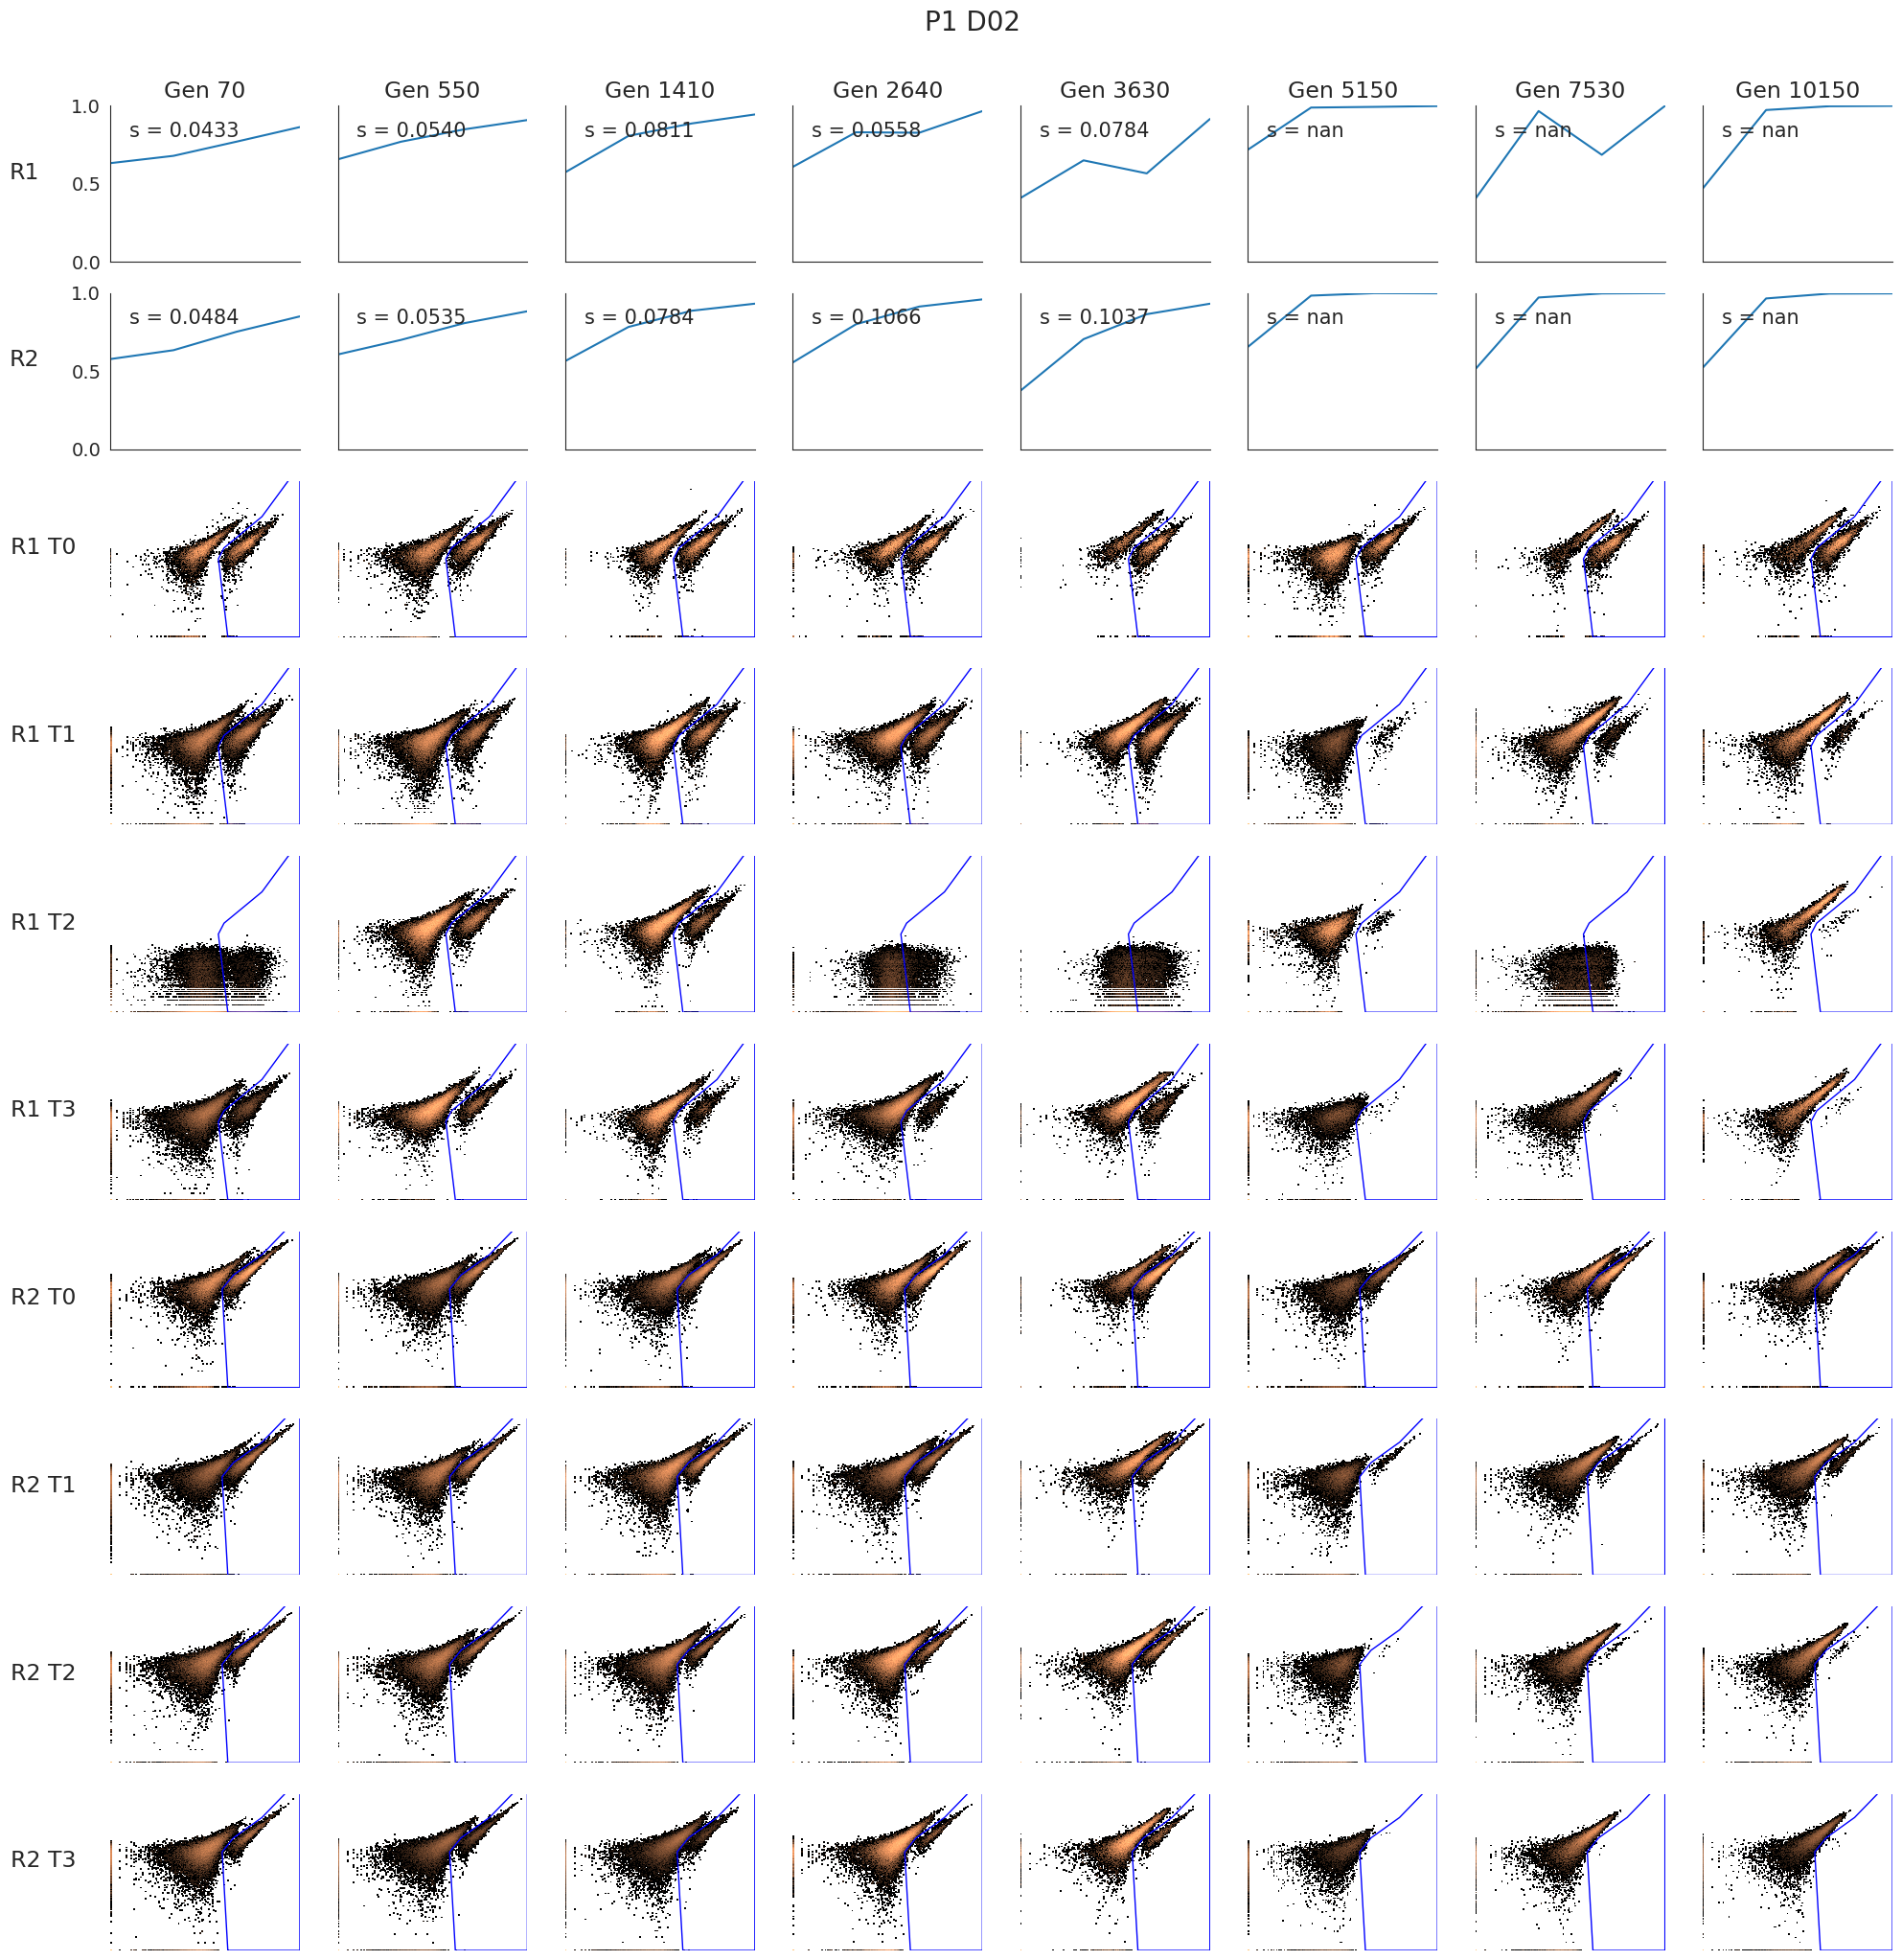 P1 D02
Gen 70 Gen 550 Gen 1410 Gen 2640 Gen 3630 Gen 5150 Gen 7530 Gen 10150
1.0
s = 0.0433 s = 0.0540 s = 0.0811 s = 0.0558 s = 0.0784 s = nan s = nan s = nan
R1
0.5
0.0
1.0
s = 0.0484 s = 0.0535 s = 0.0784 s = 0.1066 s = 0.1037 s = nan s = nan s = nan
R2
0.5
0.0
R1 T0
R1 T1
R1 T2
R1 T3
R2 T0
R2 T1
R2 T2
R2 T3